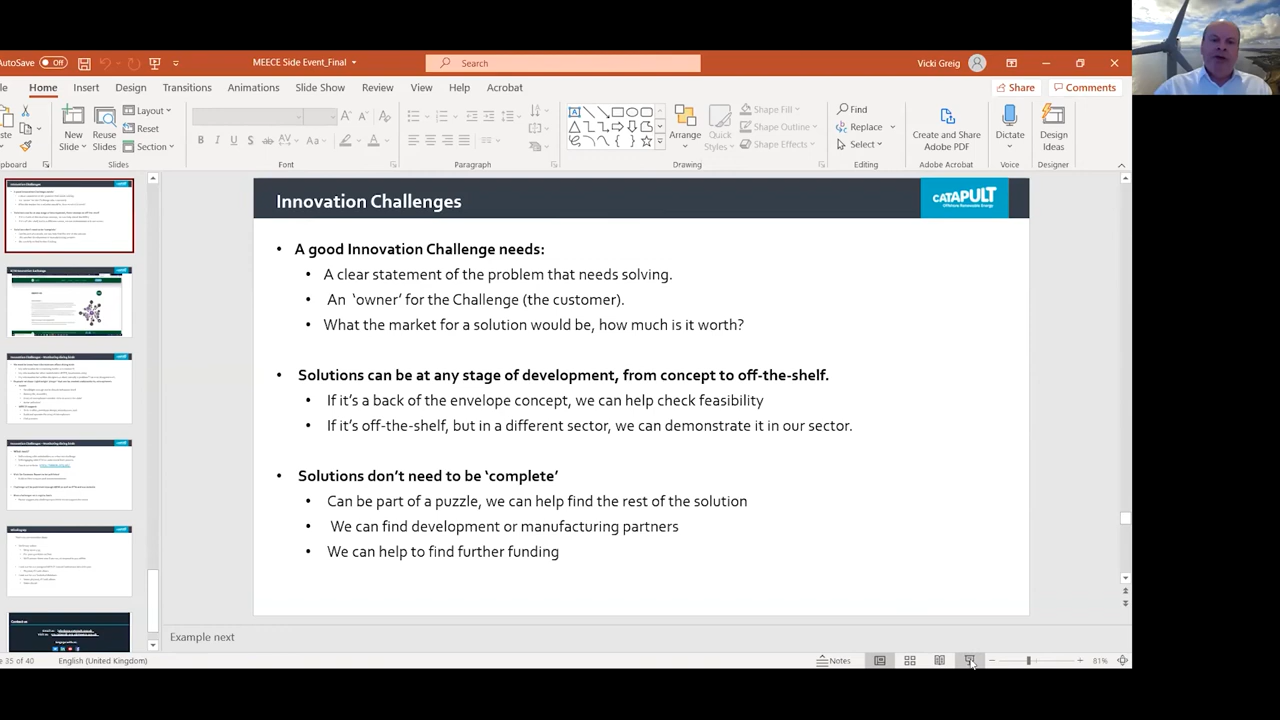 AutoSave Off
MEECE Side Event_Final
Search
Vicki Greig
Home Insert Design Transitions Animations Slide Show Review View Help Acrobat
Share Comments
New Slides
Reuse Slides
Layout
Reset
Section
Arrange
Quick Styles
Shape Fill
Shape Outline
Shape Effects
Find
Replace
Select
Create and Share Adobe PDF
Dictate
Design Ideas
Slides Font Paragraph Drawing Editing Adobe Acrobat Voice Designer
Innovation Challenges
CATAPULT
Offshore Renewable Energy
• A good Innovation Challenge needs:
• A clear statement of the problem that needs solving.
• An 'owner' for the Challenge (the customer).
• What the market for a solution would be, how much is it worth?
• Solutions can range in development, from concept to off-the-shelf.
• If it's a back of the envelope concept, we can help check feasibility
• If it's off-the-shelf, but in a different sector, we can demonstrate it in our sector.
• Solutions don't need to be 'complete'
• Can be part of a puzzle, we can help find the rest of the solution
• We can find development or manufacturing partners
• We can help to find initial funding
Example next
35 of 40
English (United Kingdom)
Notes
81%